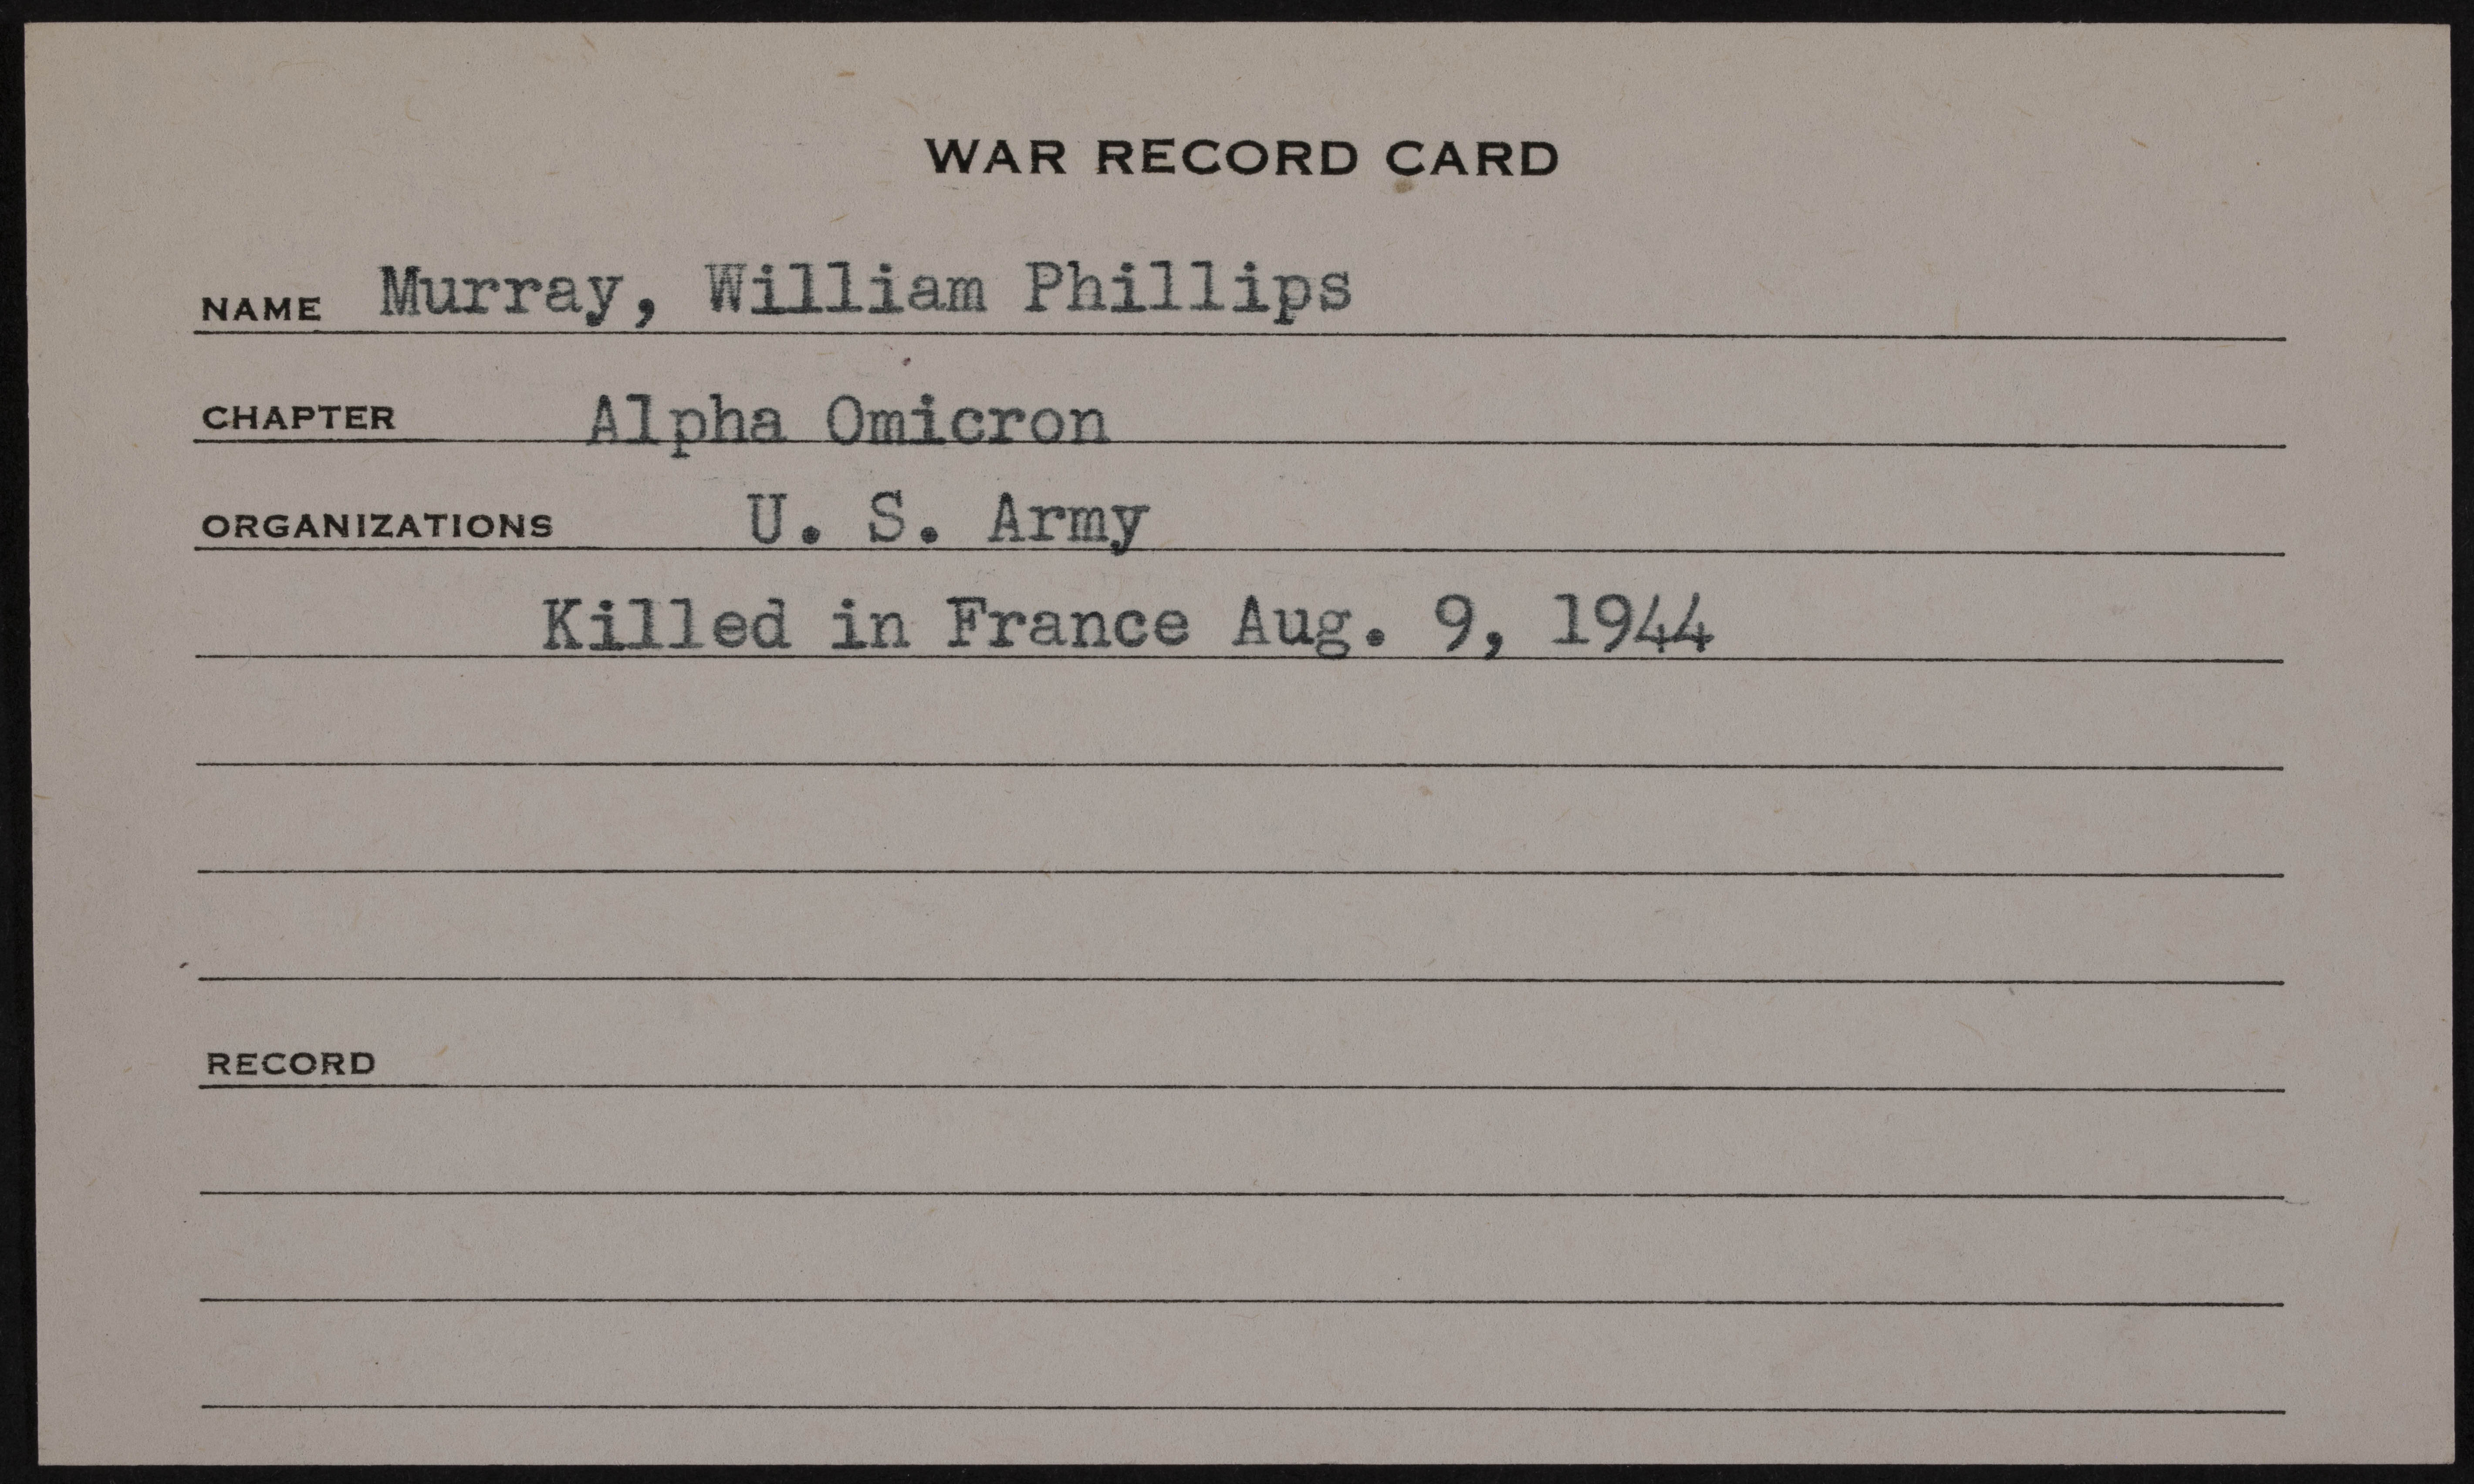 WAR RECORD CARD
NAME Murray, William Phillips
CHAPTER Alpha Omicron
ORGANIZATIONS U. S. Army
Killed in France Aug. 9, 1944
RECORD